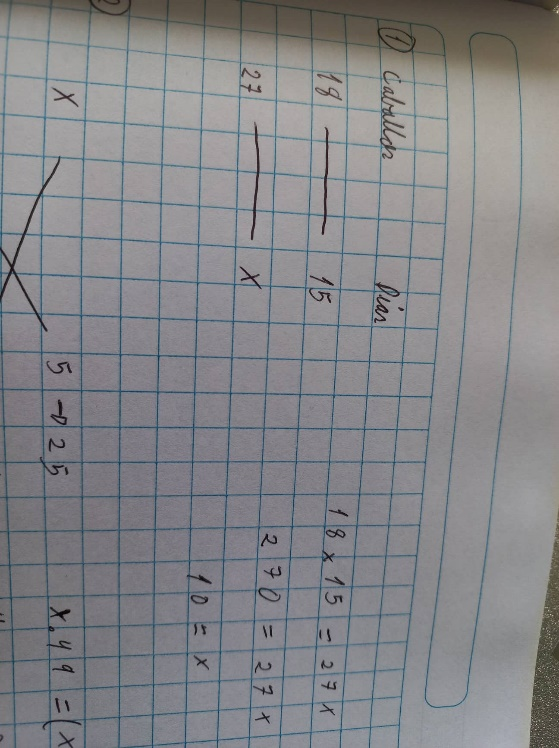 ① Caballos Días
18 — 15 18 x 15 = 27 x
27 — x 270 = 27 x
10 = x
x 5 → 25 x.49 = (x